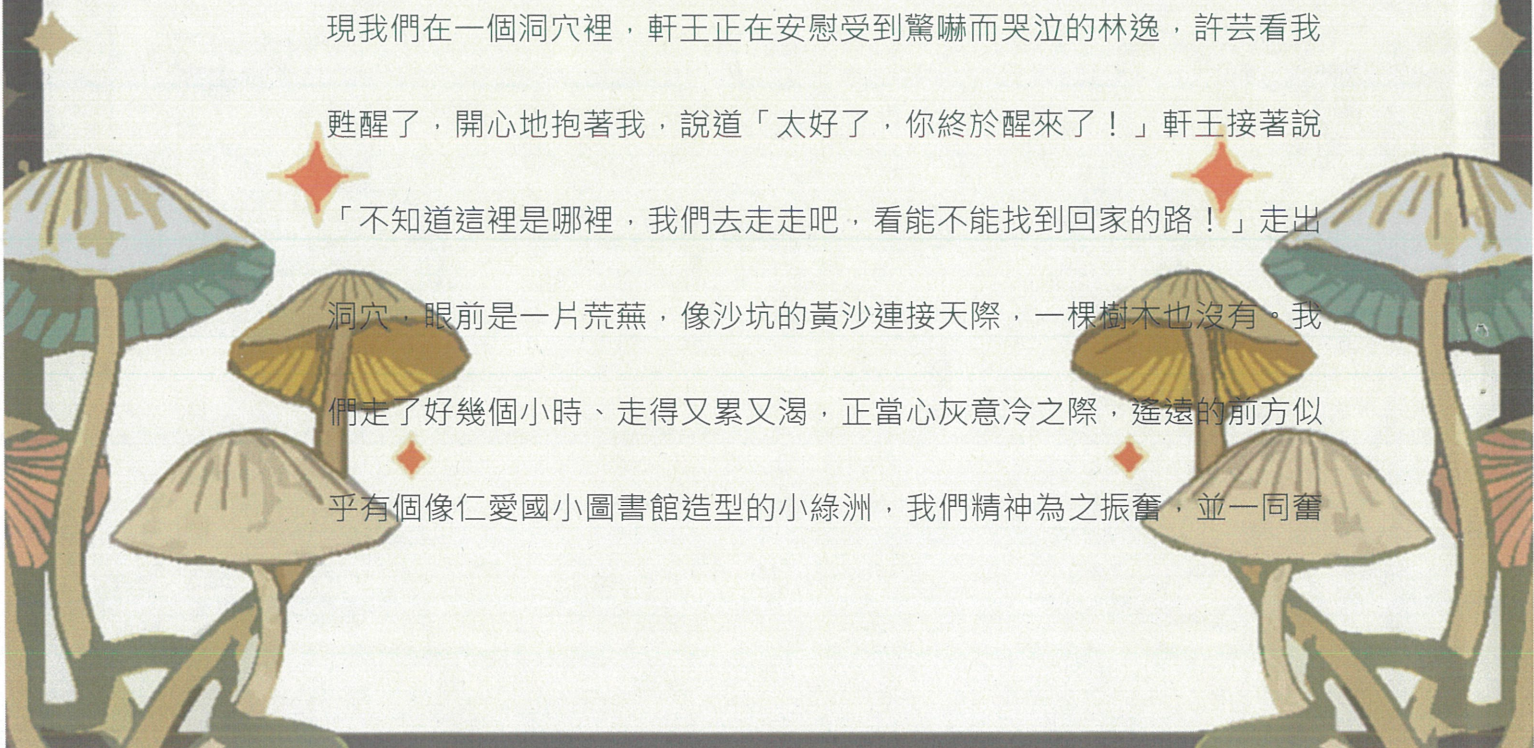 現我們在一個洞穴裡，軒王正在安慰受到驚嚇而哭泣的林逸，許芸看我
甦醒了，開心地抱著我，說道「太好了，你終於醒來了！」軒王接著說
「不知道這裡是哪裡，我們去走走吧，看能不能找到回家的路！」走出
洞穴，眼前是一片荒蕪，像沙坑的黃沙連接天際，一棵樹木也沒有。我
們走了好幾個小時、走得又累又渴，正當心灰意冷之際，遙遠的前方似
乎有個像仁愛國小圖書館造型的小綠洲，我們精神為之振奮，並一同奮